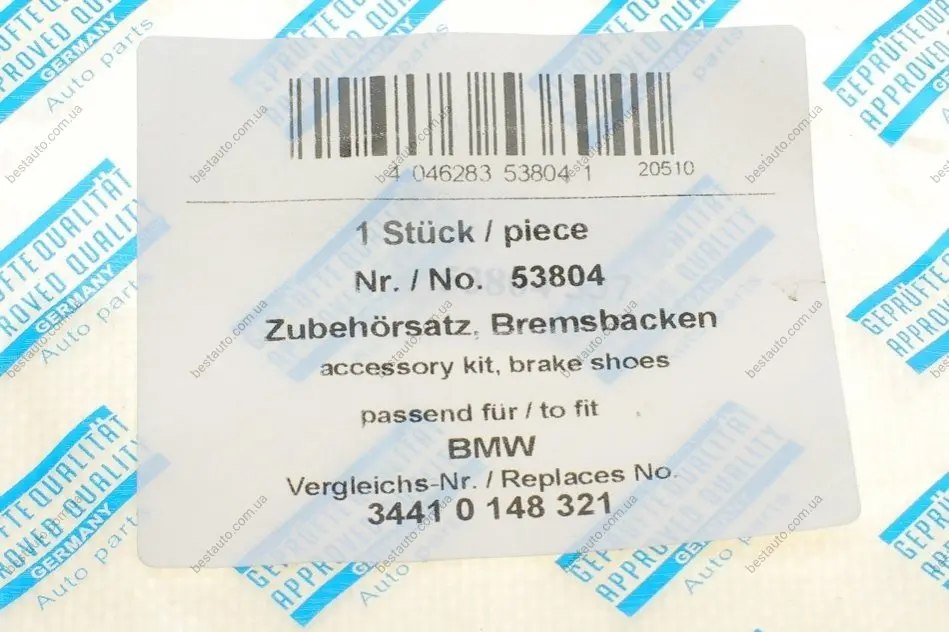 GEPRÜFTE QUALITÄT
APPROVED QUALITY
GERMANY
Auto parts
4 046283 538041
20510
1 Stück / piece
Nr. / No. 53804
Zubehörsatz, Bremsbacken
accessory kit, brake shoes
passend für / to fit
BMW
Vergleichs-Nr. / Replaces No.
3441 0 148 321
bestauto.com.ua